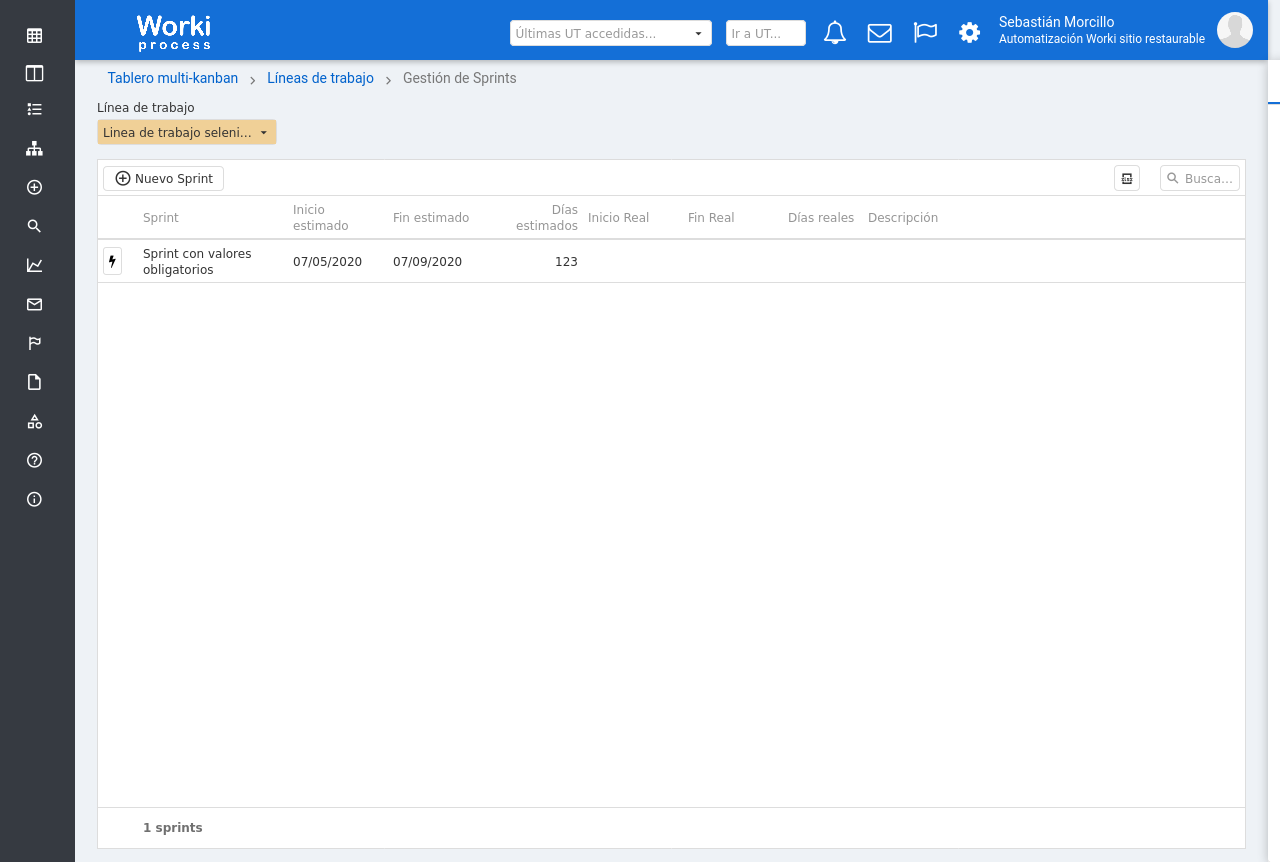 Worki
process
Últimas UT accedidas...
Ir a UT...
Sebastián Morcillo
Automatización Worki sitio restaurable
Tablero multi-kanban > Líneas de trabajo > Gestión de Sprints
Línea de trabajo
Linea de trabajo seleni...
Nuevo Sprint
Busca...
Sprint
Inicio estimado
Fin estimado
Días estimados
Inicio Real
Fin Real
Días reales
Descripción
Sprint con valores obligatorios
07/05/2020
07/09/2020
123
1 sprints